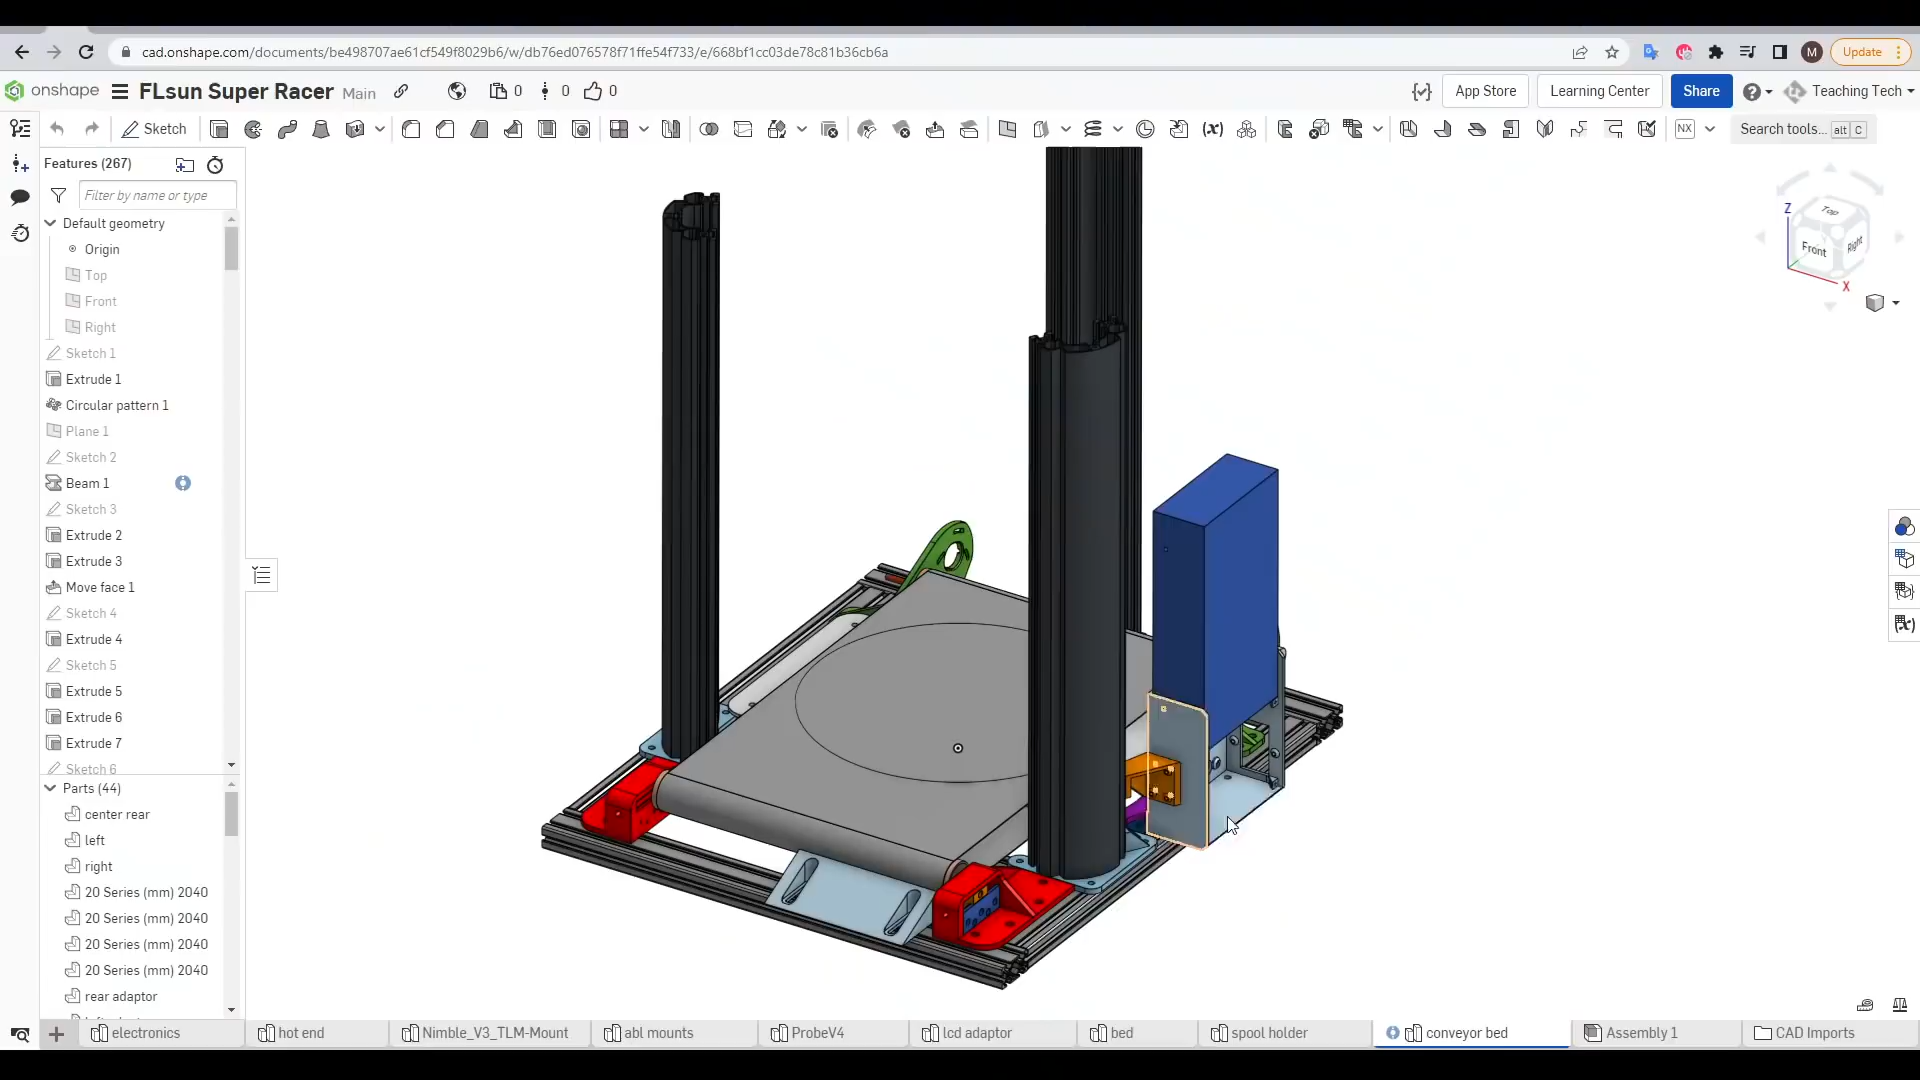 cad.onshape.com/documents/be498707ae61cf549f8029b6/w/db76ed076578f71ffe54f733/e/668bf1cc03de78c81b36cb6a
M
Update
onshape
FLsun Super Racer
Main
0
0
0
App Store
Learning Center
Share
Teaching Tech
Sketch
(x)
NX
Search tools...
alt
C
Features (267)
Filter by name or type
Default geometry
Origin
Top
Front
Right
Sketch 1
Extrude 1
Circular pattern 1
Plane 1
Sketch 2
Beam 1
Sketch 3
Extrude 2
Extrude 3
Move face 1
Sketch 4
Extrude 4
Sketch 5
Extrude 5
Extrude 6
Extrude 7
Sketch 6
Parts (44)
center rear
left
right
20 Series (mm) 2040
20 Series (mm) 2040
20 Series (mm) 2040
20 Series (mm) 2040
rear adaptor
Z
Top
Front
Right
X
(x)
electronics
hot end
Nimble_V3_TLM-Mount
abl mounts
ProbeV4
lcd adaptor
bed
spool holder
conveyor bed
Assembly 1
CAD Imports